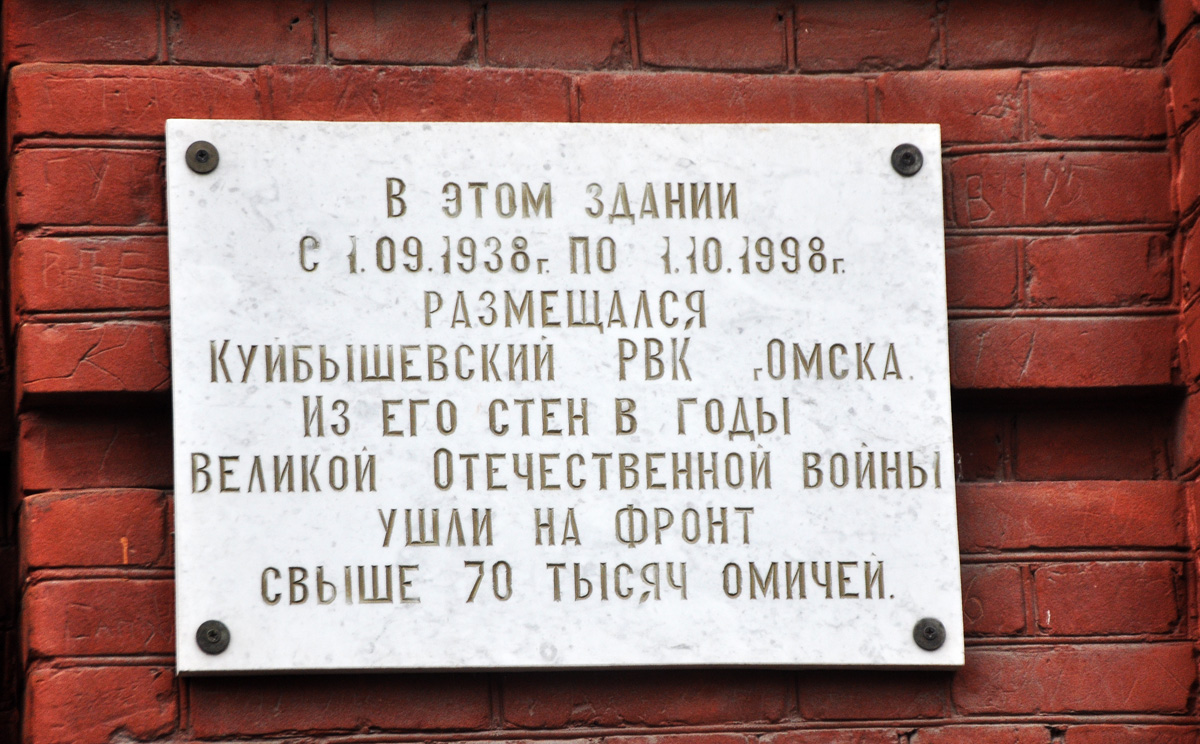 В ЭТОМ ЗДАНИИ
С 1.09.1938г. ПО 1.10.1998г.
РАЗМЕЩАЛСЯ
КУЙБЫШЕВСКИЙ РВК г ОМСКА.
ИЗ ЕГО СТЕН В ГОДЫ
ВЕЛИКОЙ ОТЕЧЕСТВЕННОЙ ВОЙНЫ
УШЛИ НА ФРОНТ
СВЫШЕ 70 ТЫСЯЧ ОМИЧЕЙ.